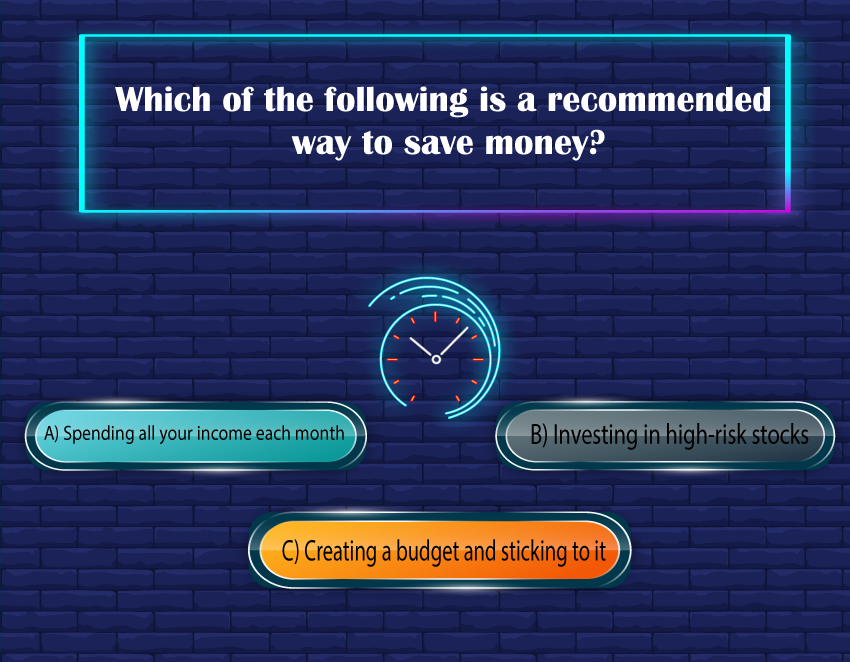 Which of the following is a recommended
way to save money?
A) Spending all your income each month
B) Investing in high-risk stocks
C) Creating a budget and sticking to it